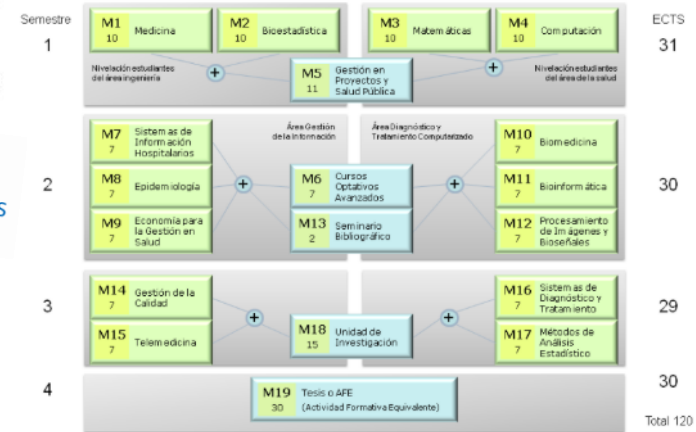 Semestre
ECTS
1
M1 Medicina
10
M2 Bioestadística
10
M3 Matemáticas
10
M4 Computación
10
31
Nivelación estudiantes
del área ingeniería
+
M5 Gestión en
11 Proyectos y
Salud Pública
+
Nivelación estudiantes
del área de la salud
2
M7 Sistemas de
7 Información
Hospitalarios
Área Gestión
de la Información
Área Diagnóstico y
Tratamiento Computarizado
M10 Biomedicina
7
M8 Epidemiología
7
+
M6 Cursos
7 Optativos
Avanzados
+
M11 Bioinformática
7
30
M9 Economía para
7 la Gestión en
Salud
M13 Seminario
2 Bibliográfico
M12 Procesamiento
7 de Imágenes y
Bioseñales
s
3
M14 Gestión de la
7 Calidad
+
M15 Telemedicina
7
M18 Unidad de
15 Investigación
+
M16 Sistemas de
7 Diagnóstico y
Tratamiento
M17 Métodos de
7 Análisis
Estadístico
29
4
M19 Tesis o AFE
30 (Actividad Formativa Equivalente)
30
Total 120